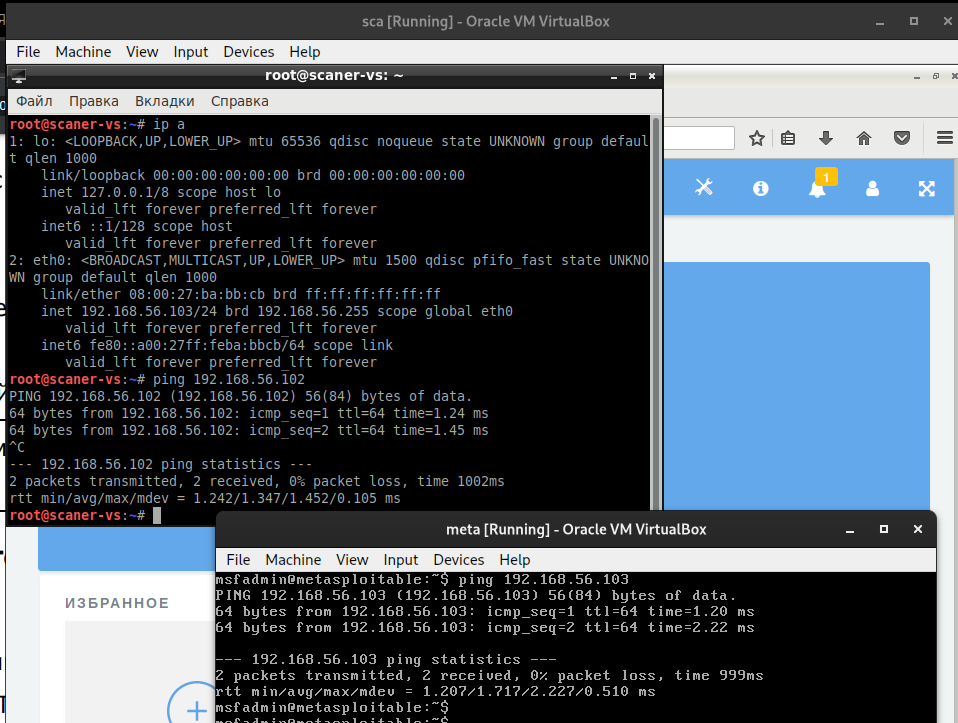 sca [Running] - Oracle VM VirtualBox
File Machine View Input Devices Help
root@scaner-vs: ~
Файл Правка Вкладки Справка
root@scaner-vs:~# ip a
1: lo: <LOOPBACK,UP,LOWER_UP> mtu 65536 qdisc noqueue state UNKNOWN group defaul
t qlen 1000
link/loopback 00:00:00:00:00:00 brd 00:00:00:00:00:00
inet 127.0.0.1/8 scope host lo
valid_lft forever preferred_lft forever
inet6 ::1/128 scope host
valid_lft forever preferred_lft forever
2: eth0: <BROADCAST,MULTICAST,UP,LOWER_UP> mtu 1500 qdisc pfifo_fast state UNKNO
WN group default qlen 1000
link/ether 08:00:27:ba:bb:cb brd ff:ff:ff:ff:ff:ff
inet 192.168.56.103/24 brd 192.168.56.255 scope global eth0
valid_lft forever preferred_lft forever
inet6 fe80::a00:27ff:feba:bbcb/64 scope link
valid_lft forever preferred_lft forever
root@scaner-vs:~# ping 192.168.56.102
PING 192.168.56.102 (192.168.56.102) 56(84) bytes of data.
64 bytes from 192.168.56.102: icmp_seq=1 ttl=64 time=1.24 ms
64 bytes from 192.168.56.102: icmp_seq=2 ttl=64 time=1.45 ms
^C
--- 192.168.56.102 ping statistics ---
2 packets transmitted, 2 received, 0% packet loss, time 1002ms
rtt min/avg/max/mdev = 1.242/1.347/1.452/0.105 ms
root@scaner-vs:~#
1
ИЗБРАННОЕ
meta [Running] - Oracle VM VirtualBox
File Machine View Input Devices Help
msfadmin@metasploitable:~$ ping 192.168.56.103
PING 192.168.56.103 (192.168.56.103) 56(84) bytes of data.
64 bytes from 192.168.56.103: icmp_seq=1 ttl=64 time=1.20 ms
64 bytes from 192.168.56.103: icmp_seq=2 ttl=64 time=2.22 ms
--- 192.168.56.103 ping statistics ---
2 packets transmitted, 2 received, 0% packet loss, time 999ms
rtt min/avg/max/mdev = 1.207/1.717/2.227/0.510 ms
msfadmin@metasploitable:~$
msfadmin@metasploitable:~$